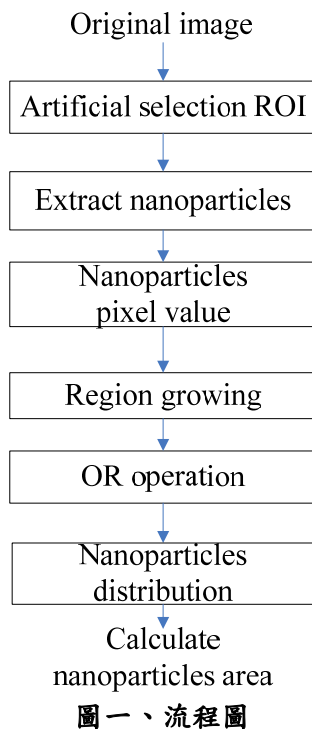 Original image
Artificial selection ROI
Extract nanoparticles
Nanoparticles
pixel value
Region growing
OR operation
Nanoparticles
distribution
Calculate
nanoparticles area
圖一、流程圖